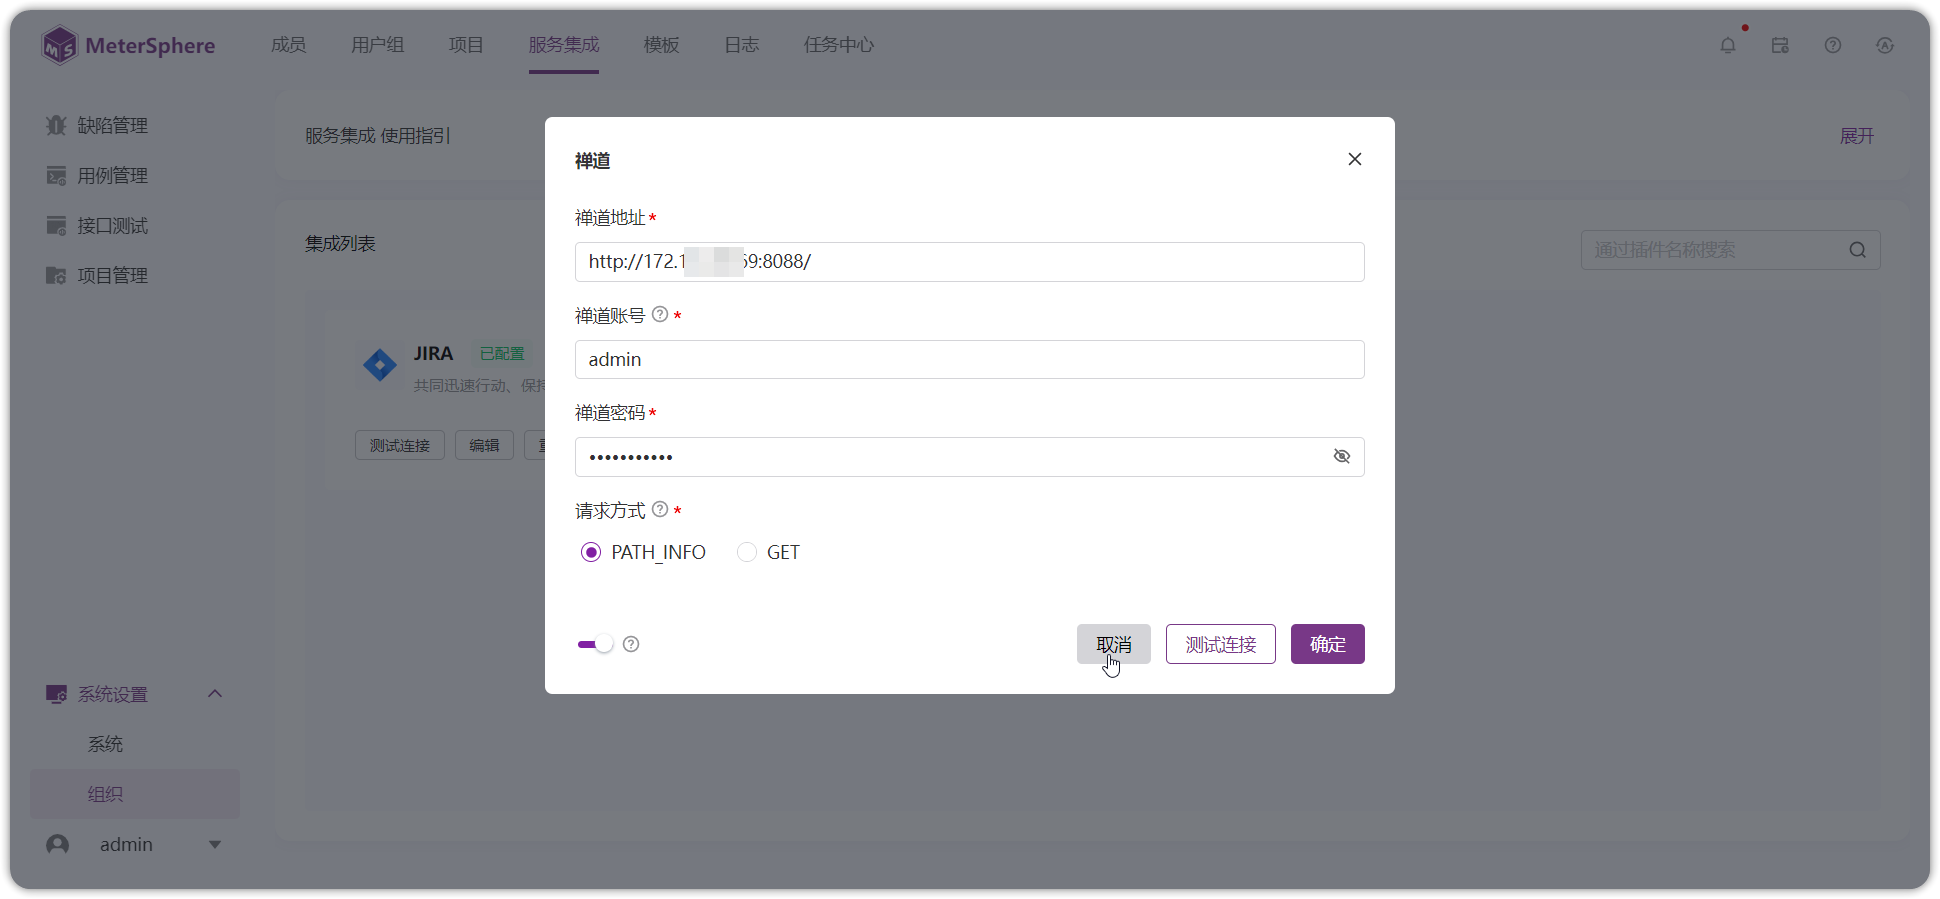 MeterSphere
成员
用户组
项目
服务集成
模板
日志
任务中心
缺陷管理
用例管理
接口测试
项目管理
系统设置
系统
组织
admin
服务集成 使用指引
展开
集成列表
通过插件名称搜索
JIRA
已配置
共同迅速行动、保持
测试连接
编辑
禅道
禅道地址*
http://172.1 69:8088/
禅道账号 *
admin
禅道密码*
•••••••••••
请求方式 *
PATH_INFO
GET
取消
测试连接
确定